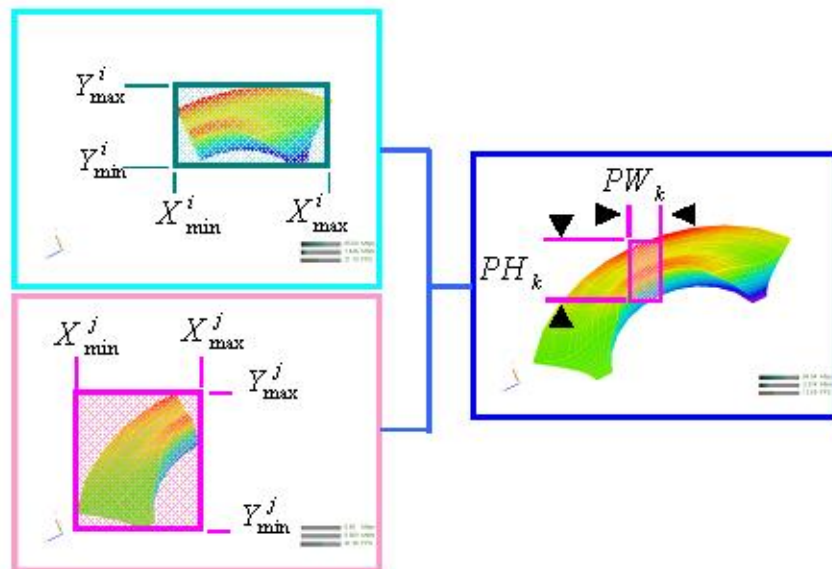 Y^i_max
Y^i_min
X^i_min X^i_max
X^j_min X^j_max
Y^j_max
Y^j_min
PW_k
PH_k